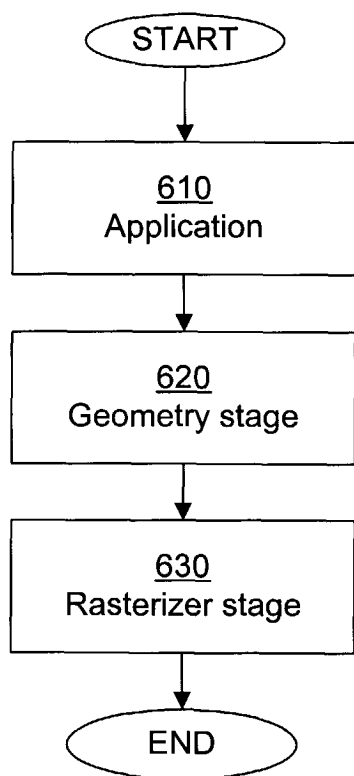 START
610
Application
620
Geometry stage
630
Rasterizer stage
END